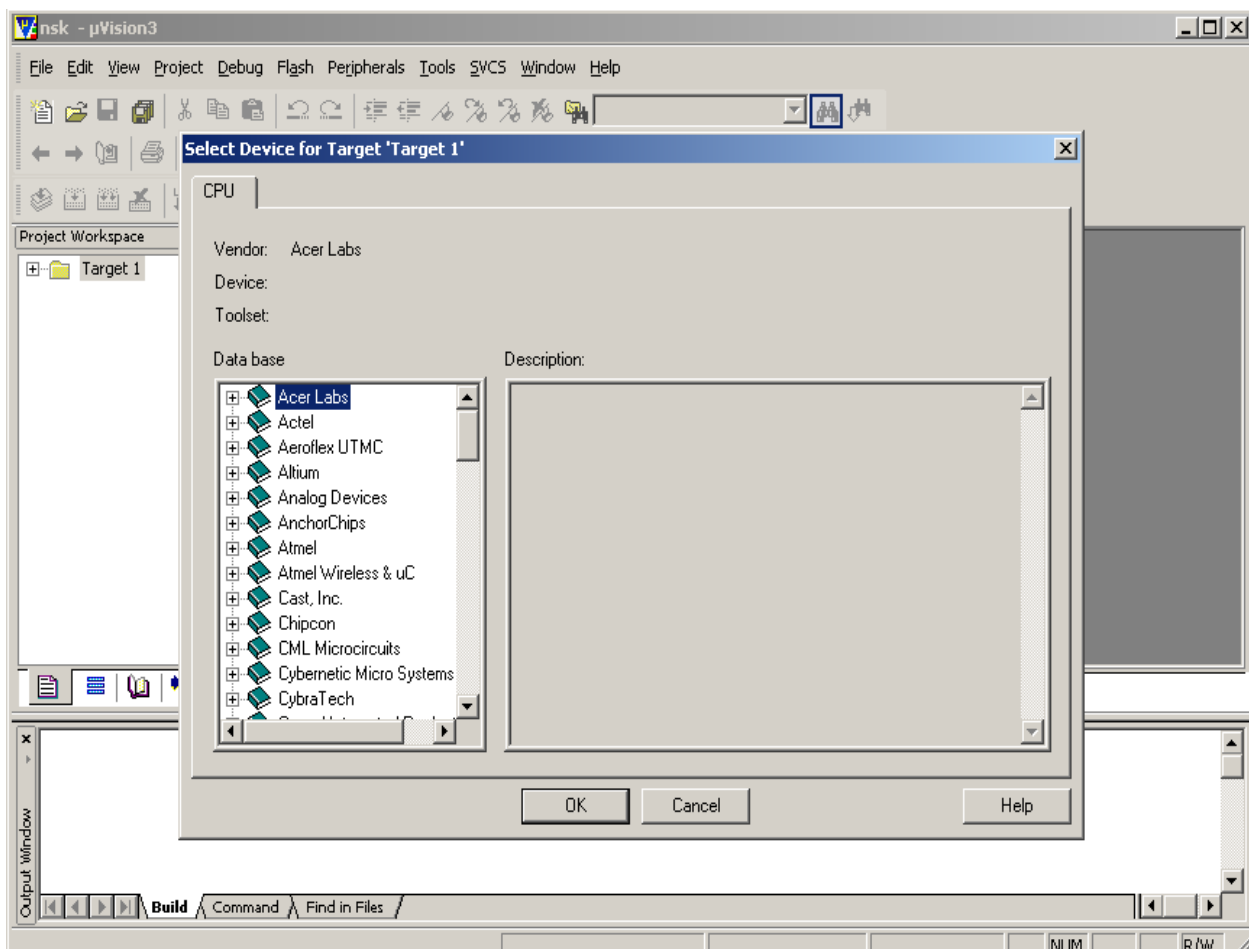 nsk - µVision3
File Edit View Project Debug Flash Peripherals Tools SVCS Window Help
Select Device for Target 'Target 1'
CPU
Project Workspace
Target 1
Vendor: Acer Labs
Device:
Toolset:
Data base Description:
Acer Labs
Actel
Aeroflex UTMC
Altium
Analog Devices
AnchorChips
Atmel
Atmel Wireless & uC
Cast, Inc.
Chipcon
CML Microcircuits
Cybernetic Micro Systems
CybraTech
OK Cancel Help
Output Window
Build Command Find in Files
NUM R/W